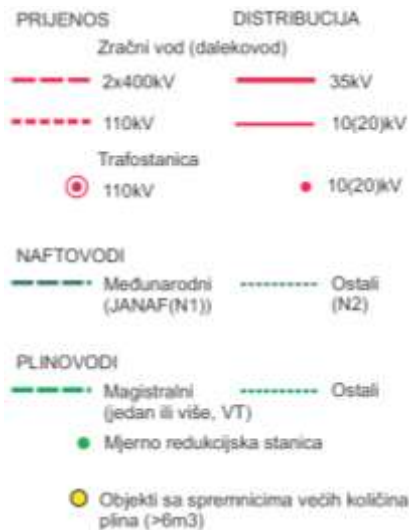 PRIJENOS DISTRIBUCIJA
Zračni vod (dalekovod)
2x400kV 35kV
110kV 10(20)kV
Trafostanica
110kV 10(20)kV
NAFTOVODI
Međunarodni Ostali
(JANAF(N1)) (N2)
PLINOVODI
Magistralni Ostali
(jedan ili više, VT)
Mjerno redukcijska stanica
Objekti sa spremnicima većih količina
plina (>6m3)